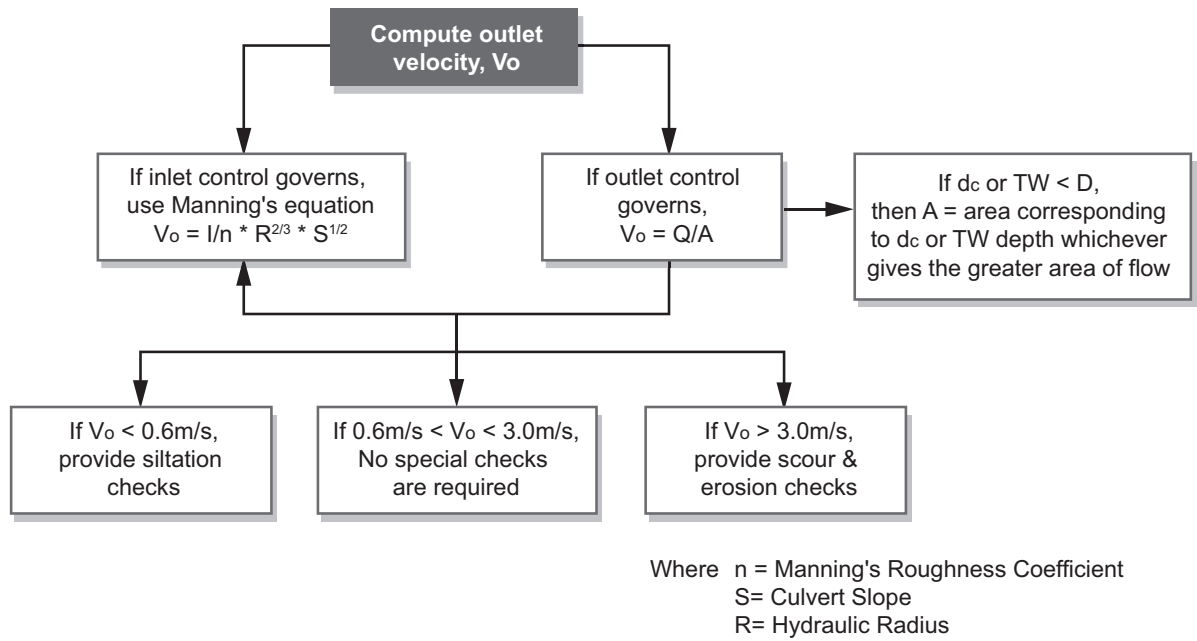 Compute outlet
velocity, Vo
If inlet control governs,
use Manning's equation
Vo = I/n * R2/3 * S1/2
If outlet control
governs,
Vo = Q/A
If dc or TW < D,
then A = area corresponding
to dc or TW depth whichever
gives the greater area of flow
If Vo < 0.6m/s,
provide siltation
checks
If 0.6m/s < Vo < 3.0m/s,
No special checks
are required
If Vo > 3.0m/s,
provide scour &
erosion checks
Where n = Manning's Roughness Coefficient
S= Culvert Slope
R= Hydraulic Radius